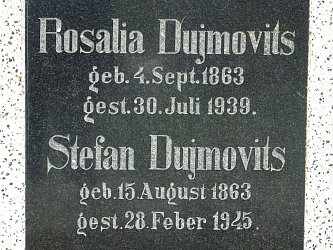 Rosalia Dujmovits
geb. 4. Sept. 1863
gest. 30. Juli 1939.
Stefan Dujmovits
geb. 15. August 1863
gest. 28. Feber 1945.